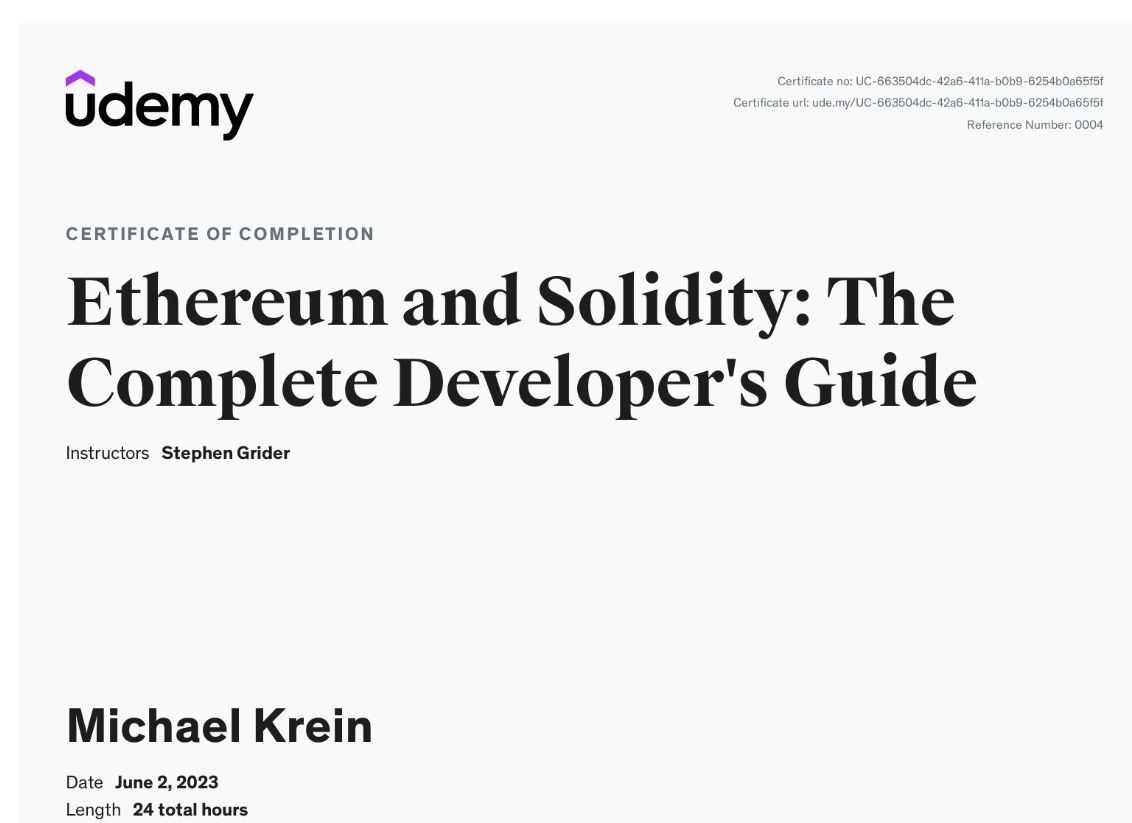 udemy
Certificate no: UC-663504dc-42a6-411a-b0b9-6254b0a65f5f
Certificate url: ude.my/UC-663504dc-42a6-411a-b0b9-6254b0a65f5f
Reference Number: 0004
CERTIFICATE OF COMPLETION
Ethereum and Solidity: The
Complete Developer's Guide
Instructors Stephen Grider
Michael Krein
Date June 2, 2023
Length 24 total hours